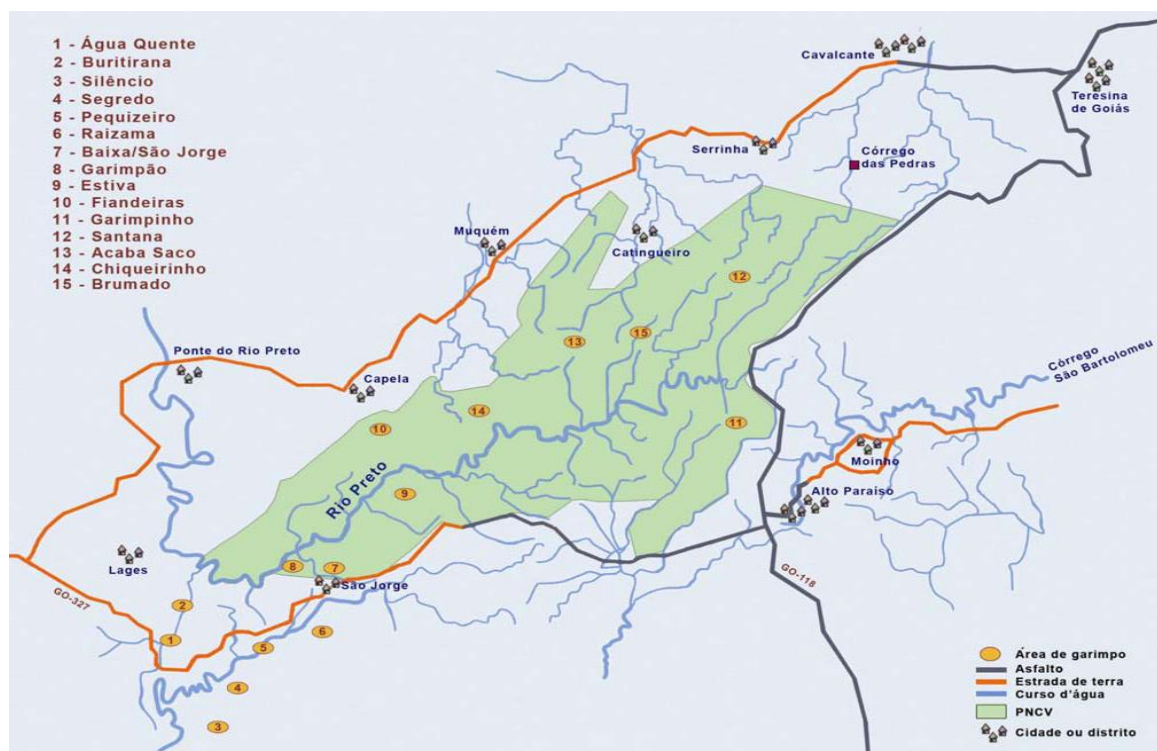 1 - Água Quente
2 - Buritirana
3 - Silêncio
4 - Segredo
5 - Pequizeiro
6 - Raizama
7 - Baixa/São Jorge
8 - Garimpão
9 - Estiva
10 - Fiandeiras
11 - Garimpinho
12 - Santana
13 - Acaba Saco
14 - Chiqueirinho
15 - Brumado
Cavalcante
Teresina
de Goiás
Serrinha
Córrego
das Pedras
Muquém
Catingueiro
12
Ponte do Rio Preto
13
15
Capela
Córrego
São Bartolomeu
14
10
11
Moinho
Rio Preto
9
Alto Paraíso
Lages
8
7
São Jorge
GO-327
GO-118
2
1
6
5
4
3
Área de garimpo
Asfalto
Estrada de terra
Curso d'água
PNCV
Cidade ou distrito